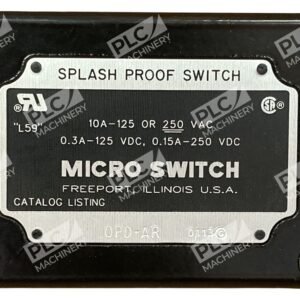 SPLASH PROOF SWITCH
"L59"
10A-125 OR 250 VAC
0.3A-125 VDC, 0.15A-250 VDC
MICRO SWITCH
FREEPORT, ILLINOIS U.S.A.
CATALOG LISTING
OPD-AR
PLC MACHINERY